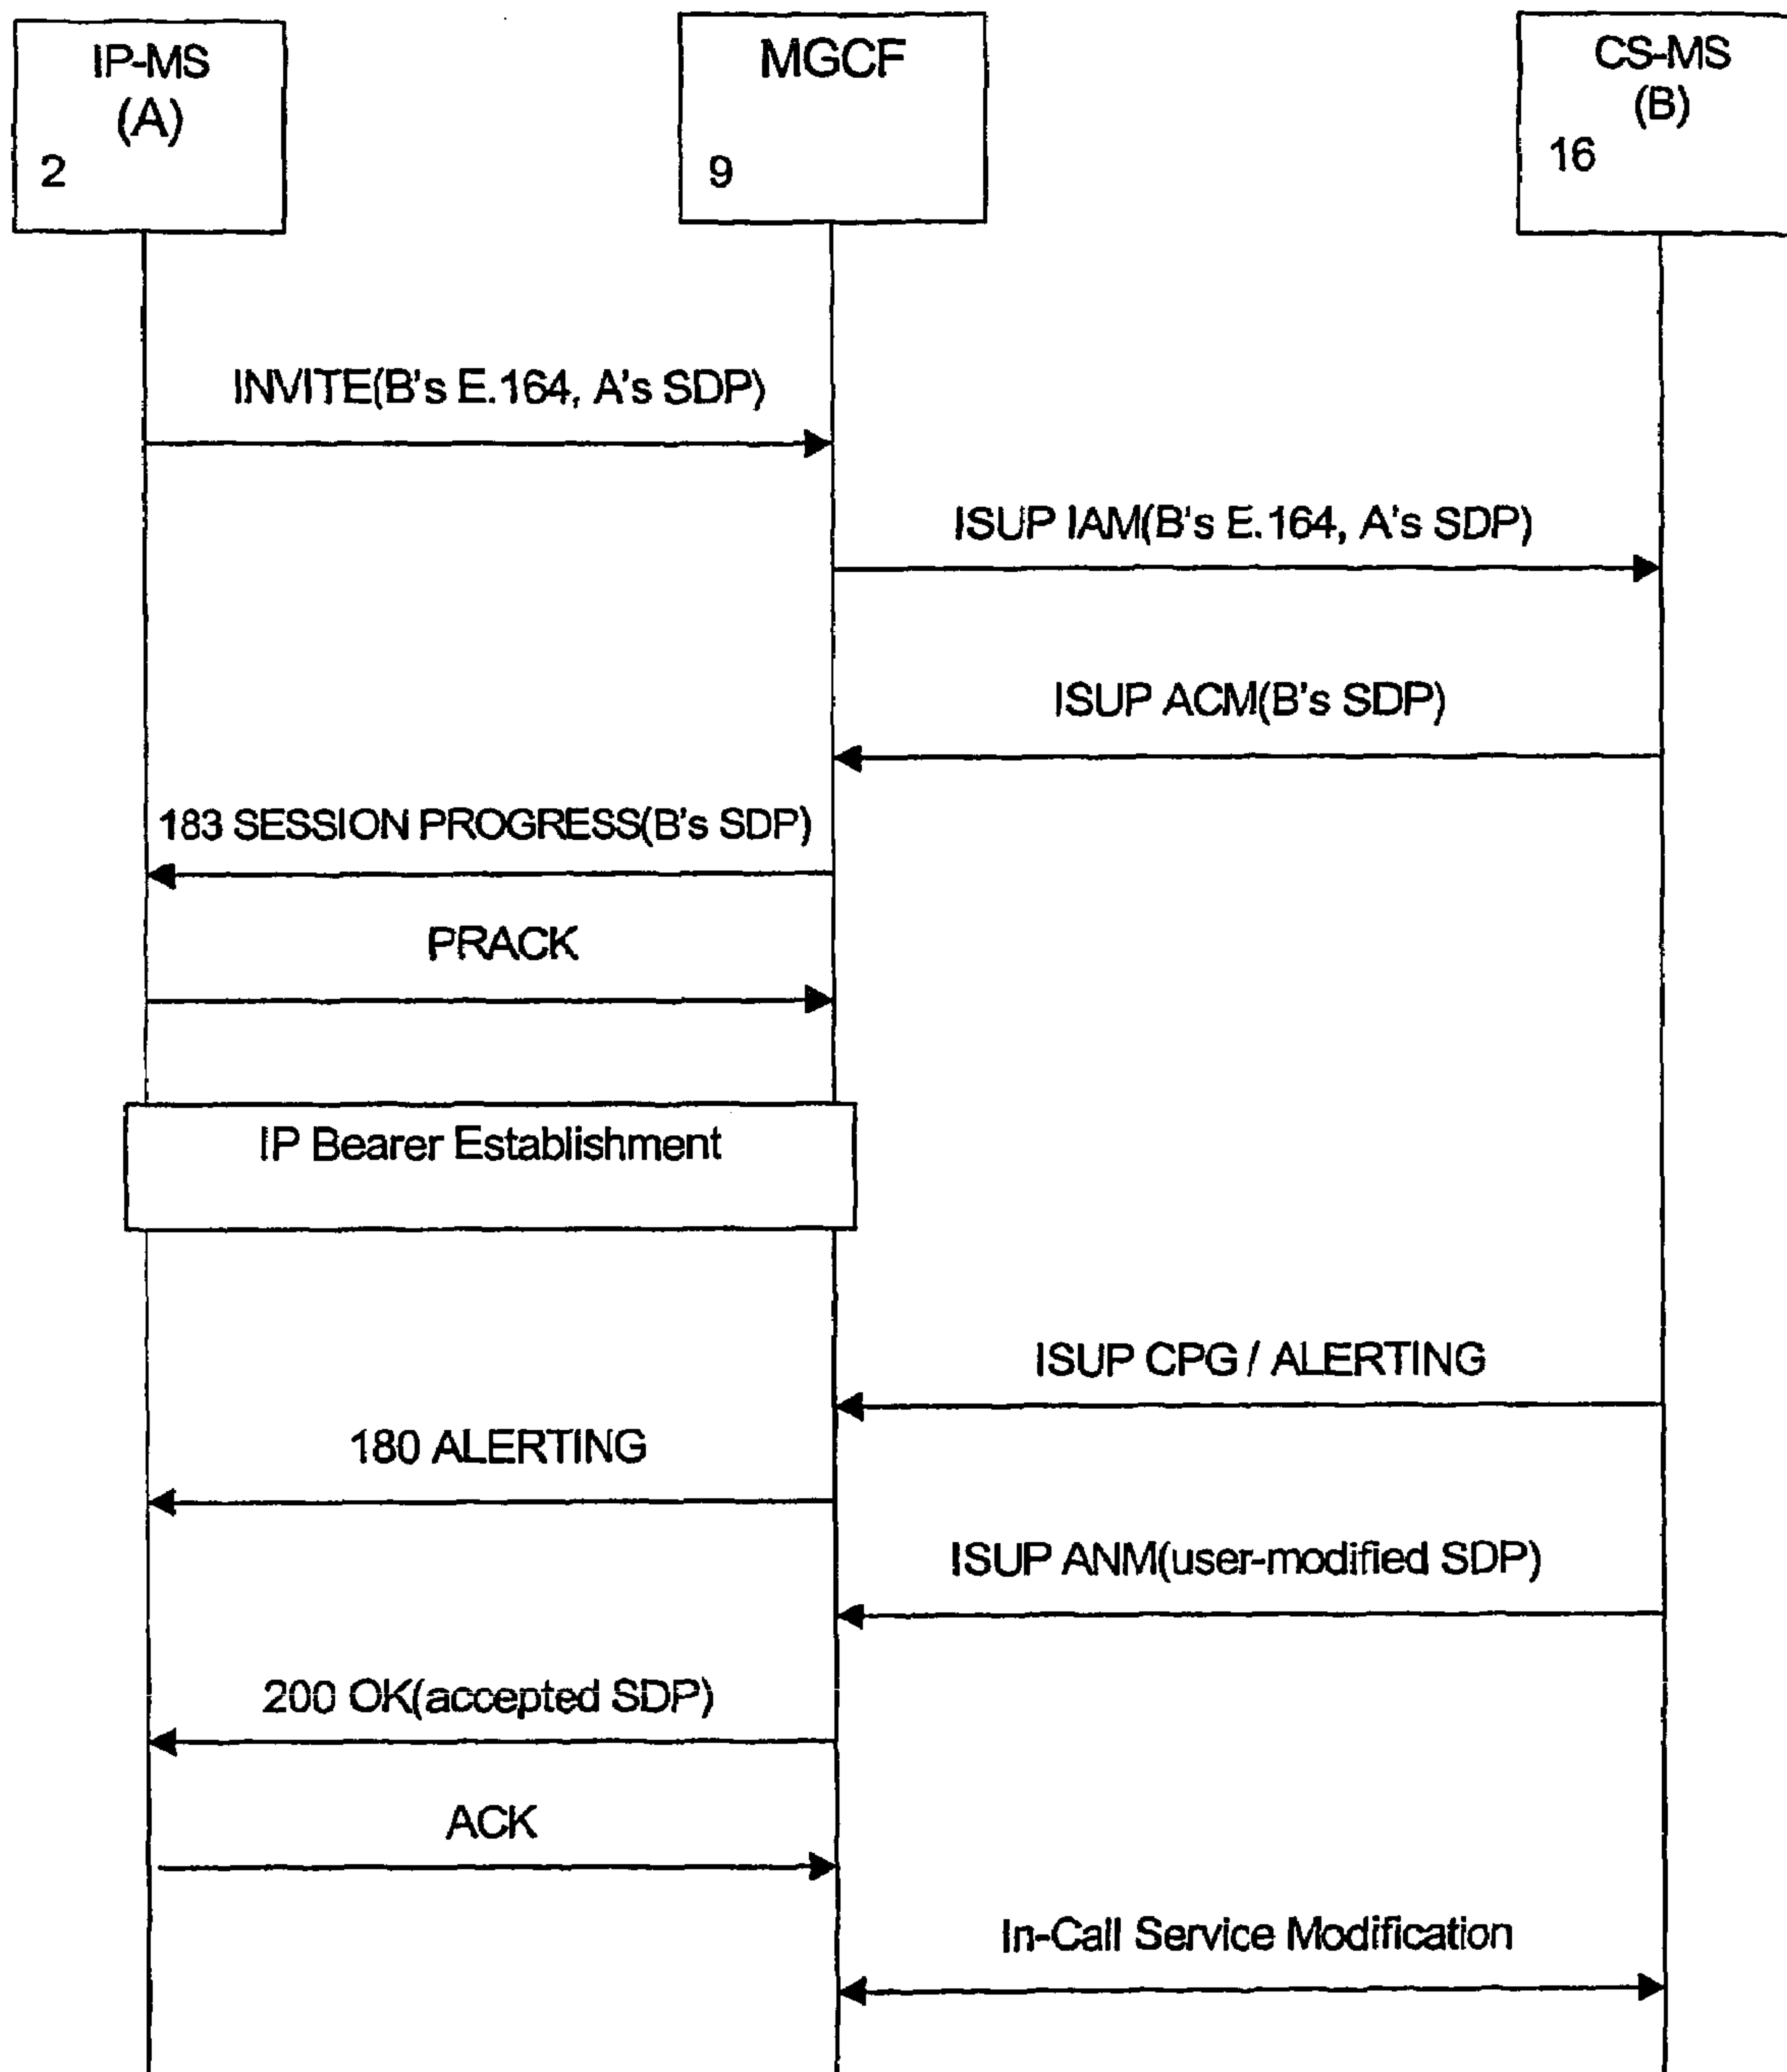 IP-MS
(A)
2
MGCF
9
CS-MS
(B)
16
INVITE(B's E.164, A's SDP)
ISUP IAM(B's E.164, A's SDP)
ISUP ACM(B's SDP)
183 SESSION PROGRESS(B's SDP)
PRACK
IP Bearer Establishment
ISUP CPG / ALERTING
180 ALERTING
ISUP ANM(user-modified SDP)
200 OK(accepted SDP)
ACK
In-Call Service Modification